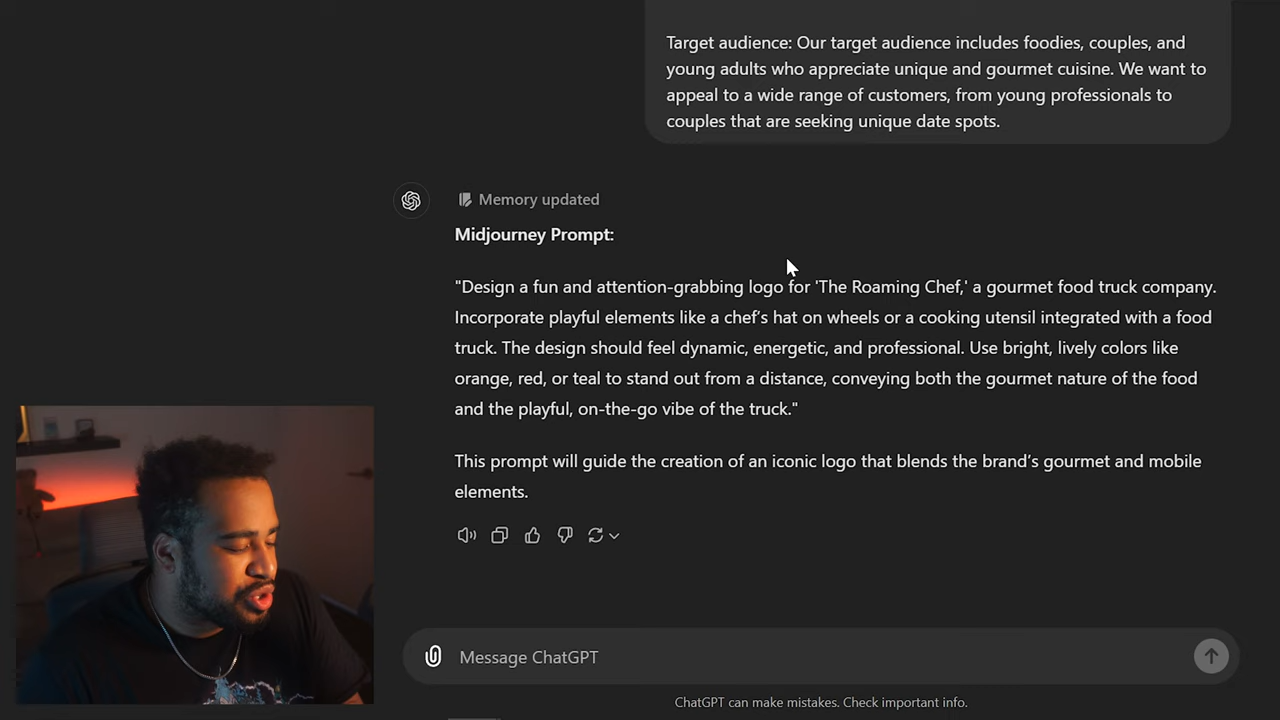 Target audience: Our target audience includes foodies, couples, and
young adults who appreciate unique and gourmet cuisine. We want to
appeal to a wide range of customers, from young professionals to
couples that are seeking unique date spots.
Memory updated
Midjourney Prompt:
"Design a fun and attention-grabbing logo for 'The Roaming Chef,' a gourmet food truck company.
Incorporate playful elements like a chef's hat on wheels or a cooking utensil integrated with a food
truck. The design should feel dynamic, energetic, and professional. Use bright, lively colors like
orange, red, or teal to stand out from a distance, conveying both the gourmet nature of the food
and the playful, on-the-go vibe of the truck."
This prompt will guide the creation of an iconic logo that blends the brand's gourmet and mobile
elements.
Message ChatGPT
ChatGPT can make mistakes. Check important info.